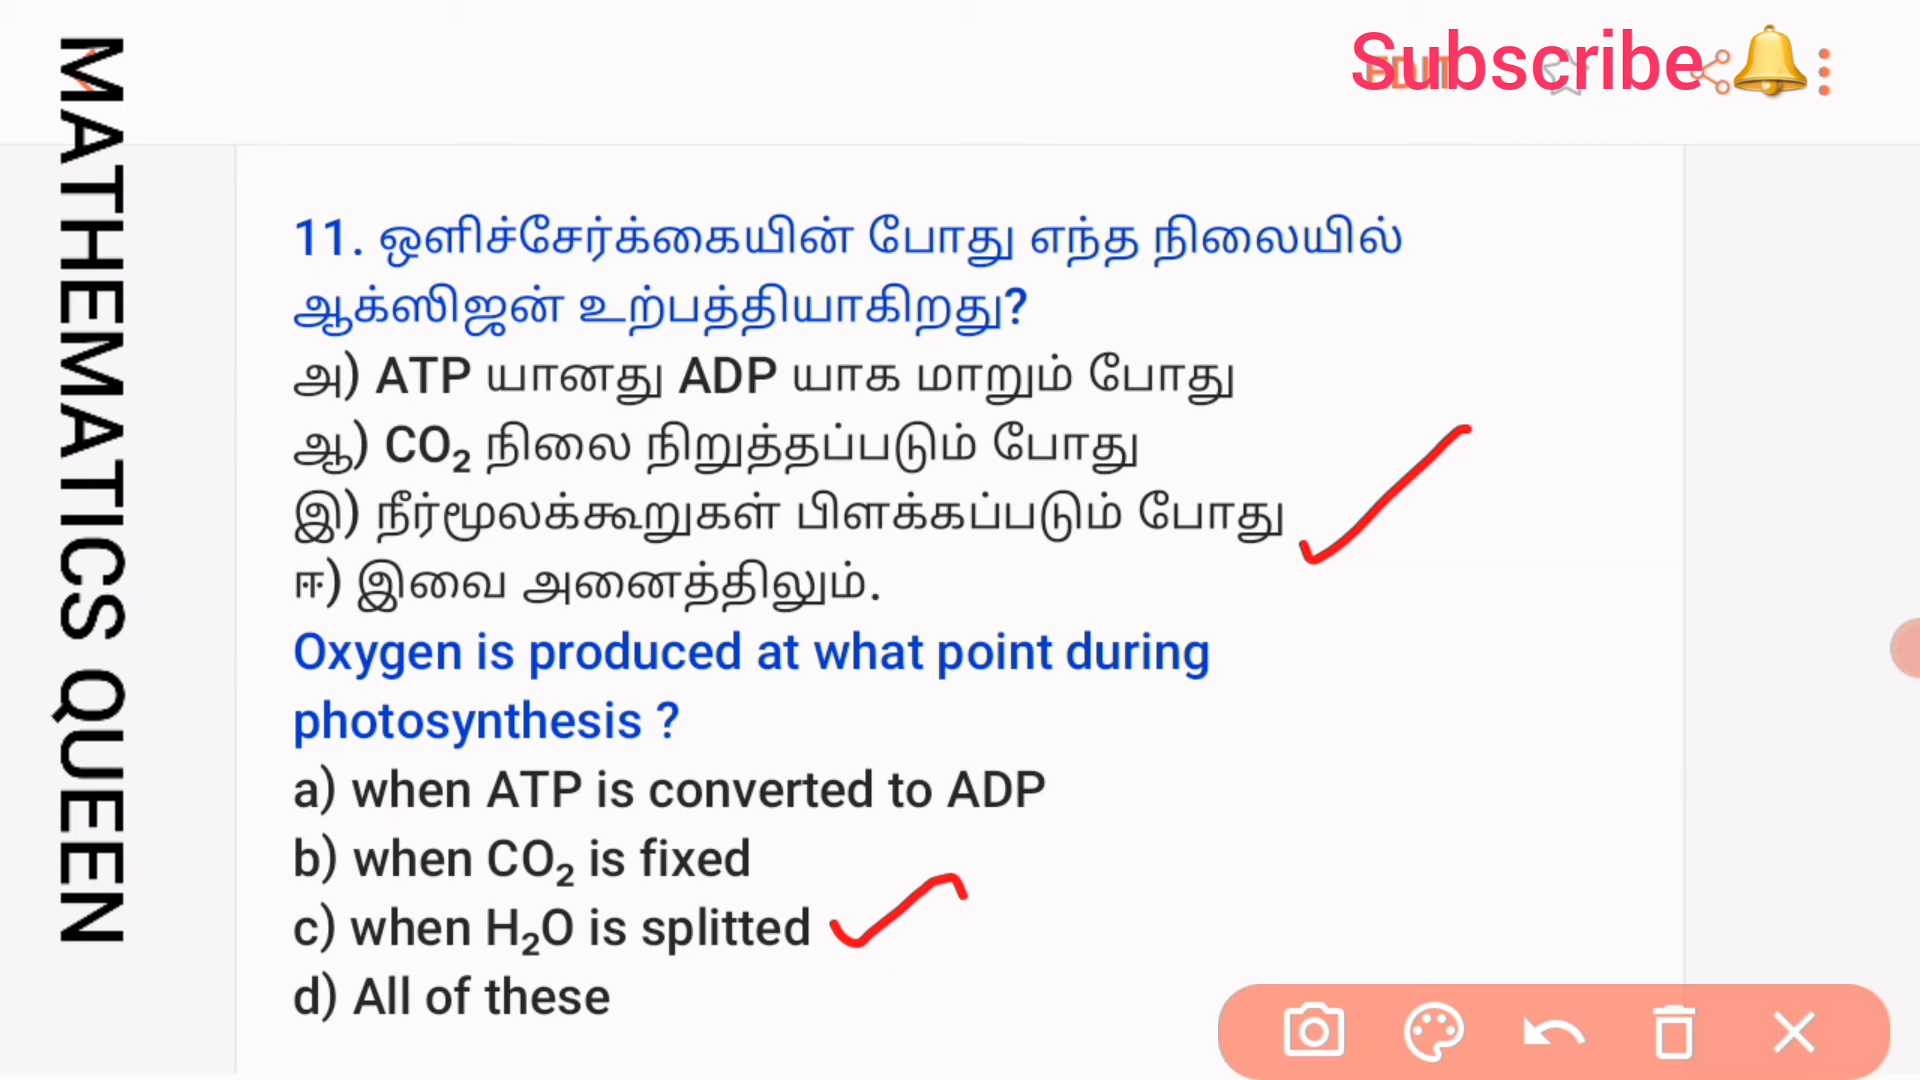 MATHEMATICS QUEEN
Subscribe
11. ஒளிச்சேர்க்கையின் போது எந்த நிலையில்
ஆக்ஸிஜன் உற்பத்தியாகிறது?
அ) ATP யானது ADP யாக மாறும் போது
ஆ) CO₂ நிலை நிறுத்தப்படும் போது
இ) நீர்மூலக்கூறுகள் பிளக்கப்படும் போது
ஈ) இவை அனைத்திலும்.
Oxygen is produced at what point during
photosynthesis ?
a) when ATP is converted to ADP
b) when CO₂ is fixed
c) when H₂O is splitted
d) All of these